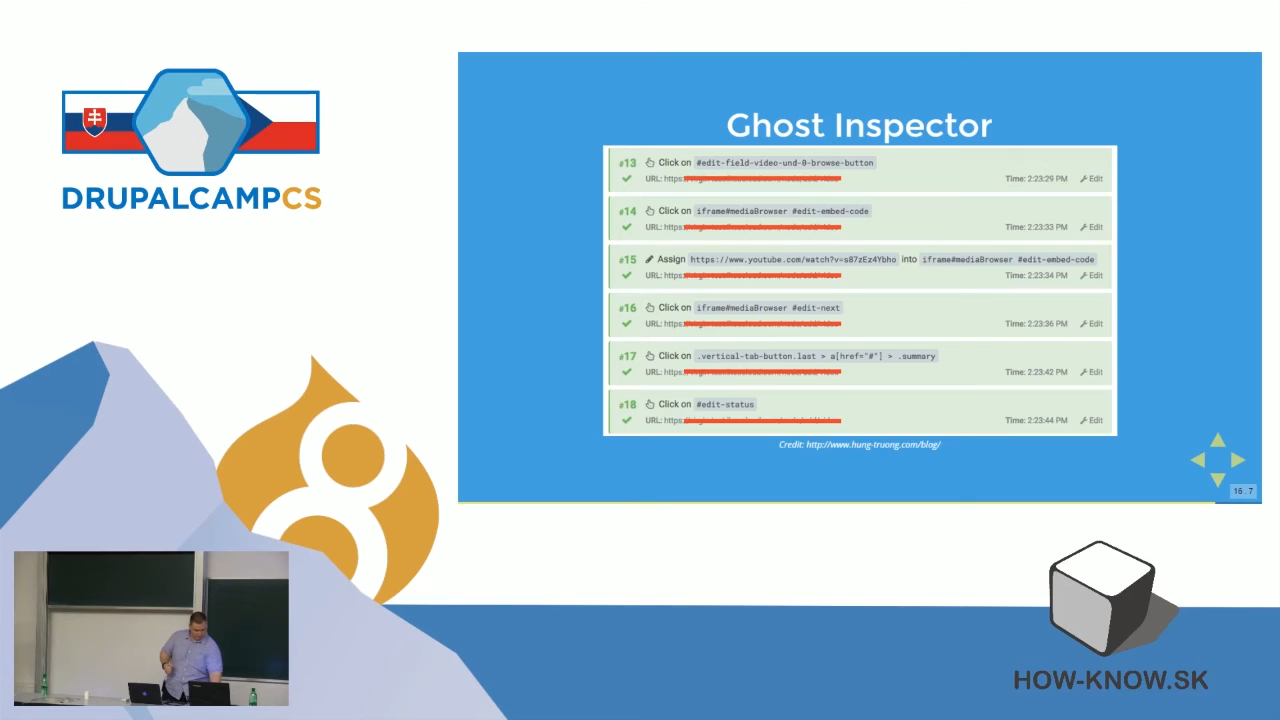 DRUPALCAMPCS
Ghost Inspector
#13 Click on #edit-field-video-und-0-browse-button
URL: https: Time: 2:23:29 PM Edit
#14 Click on iframe#mediaBrowser #edit-embed-code
URL: https: Time: 2:23:33 PM Edit
#15 Assign https://www.youtube.com/watch?v=s87zEz4Ybho into iframe#mediaBrowser #edit-embed-code
URL: https: Time: 2:23:34 PM Edit
#16 Click on iframe#mediaBrowser #edit-next
URL: https: Time: 2:23:36 PM Edit
#17 Click on .vertical-tab-button.last > a[href="#"] > .summary
URL: https: Time: 2:23:42 PM Edit
#18 Click on #edit-status
URL: https: Time: 2:23:44 PM Edit
Credit: http://www.hung-truong.com/blog/
16.7
HOW-KNOW.SK